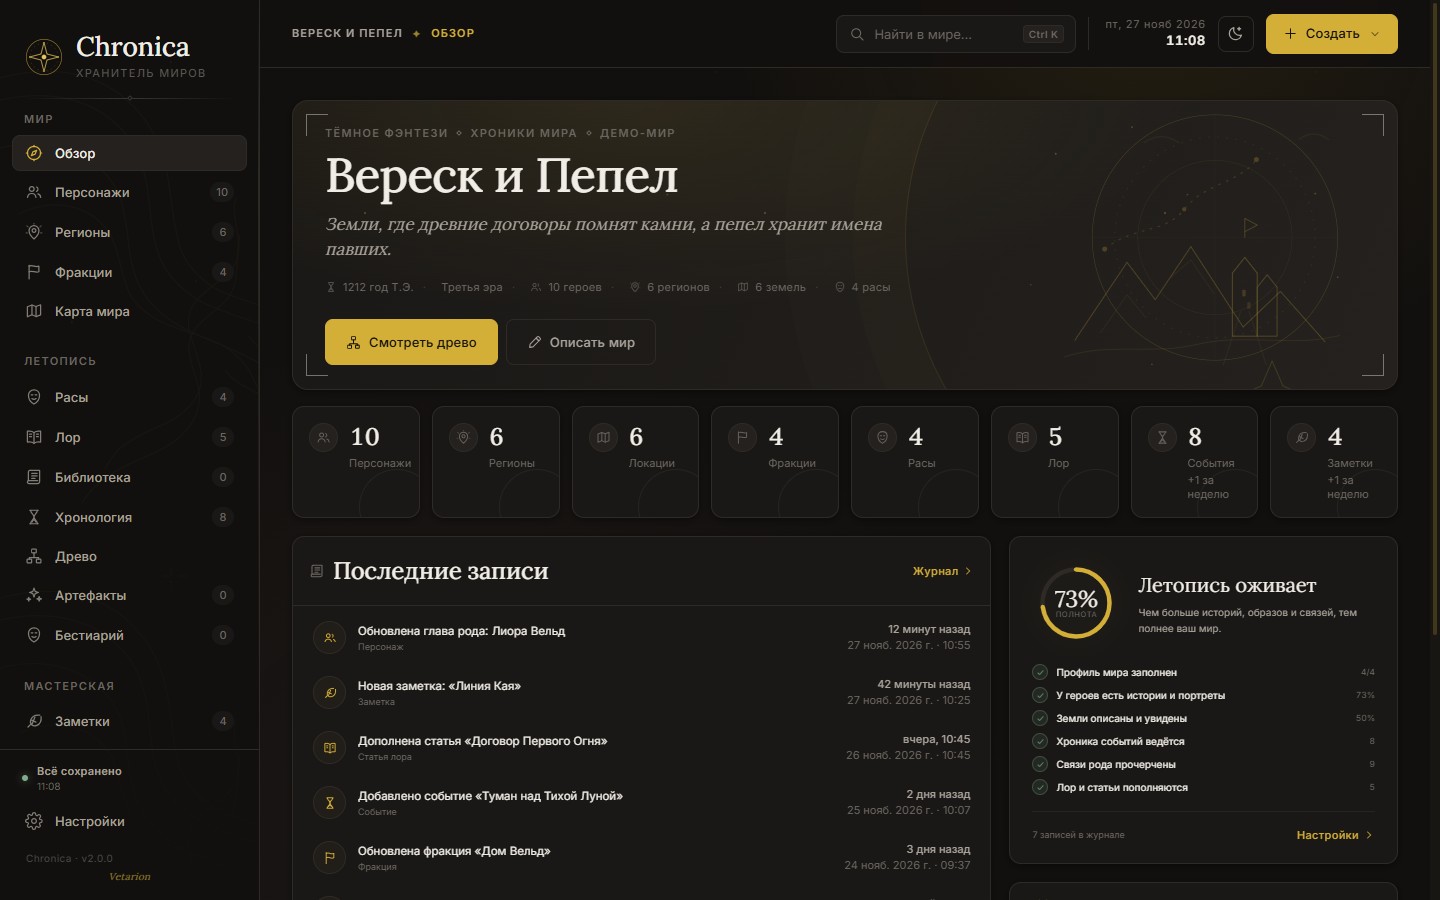 Chronica
ХРАНИТЕЛЬ МИРОВ
МИР
Обзор
Персонажи 10
Регионы 6
Фракции 4
Карта мира
ЛЕТОПИСЬ
Расы 4
Лор 5
Библиотека 0
Хронология 8
Древо
Артефакты 0
Бестиарий 0
МАСТЕРСКАЯ
Заметки 4
Всё сохранено
11:08
Настройки
Chronica · v2.0.0
Vetarion
ВЕРЕСК И ПЕПЕЛ ✦ ОБЗОР
Найти в мире... Ctrl K
пт, 27 нояб 2026
11:08
Создать
ТЁМНОЕ ФЭНТЕЗИ ⋄ ХРОНИКИ МИРА ⋄ ДЕМО-МИР
Вереск и Пепел
Земли, где древние договоры помнят камни, а пепел хранит имена
павших.
1212 год Т.Э. · Третья эра · 10 героев · 6 регионов · 6 земель · 4 расы
Смотреть древо
Описать мир
10
Персонажи
6
Регионы
6
Локации
4
Фракции
4
Расы
5
Лор
8
События
+1 за
неделю
4
Заметки
+1 за
неделю
Последние записи
Журнал
Обновлена глава рода: Лиора Вельд
Персонаж
12 минут назад
27 нояб. 2026 г. · 10:55
Новая заметка: «Линия Кая»
Заметка
42 минуты назад
27 нояб. 2026 г. · 10:25
Дополнена статья «Договор Первого Огня»
Статья лора
вчера, 10:45
26 нояб. 2026 г. · 10:45
Добавлено событие «Туман над Тихой Луной»
Событие
2 дня назад
25 нояб. 2026 г. · 10:07
Обновлена фракция «Дом Вельд»
Фракция
3 дня назад
24 нояб. 2026 г. · 09:37
73%
ПОЛНОТА
Летопись оживает
Чем больше историй, образов и связей, тем
полнее ваш мир.
Профиль мира заполнен 4/4
У героев есть истории и портреты 73%
Земли описаны и увидены 50%
Хроника событий ведётся 8
Связи рода прочерчены 9
Лор и статьи пополняются 5
7 записей в журнале
Настройки